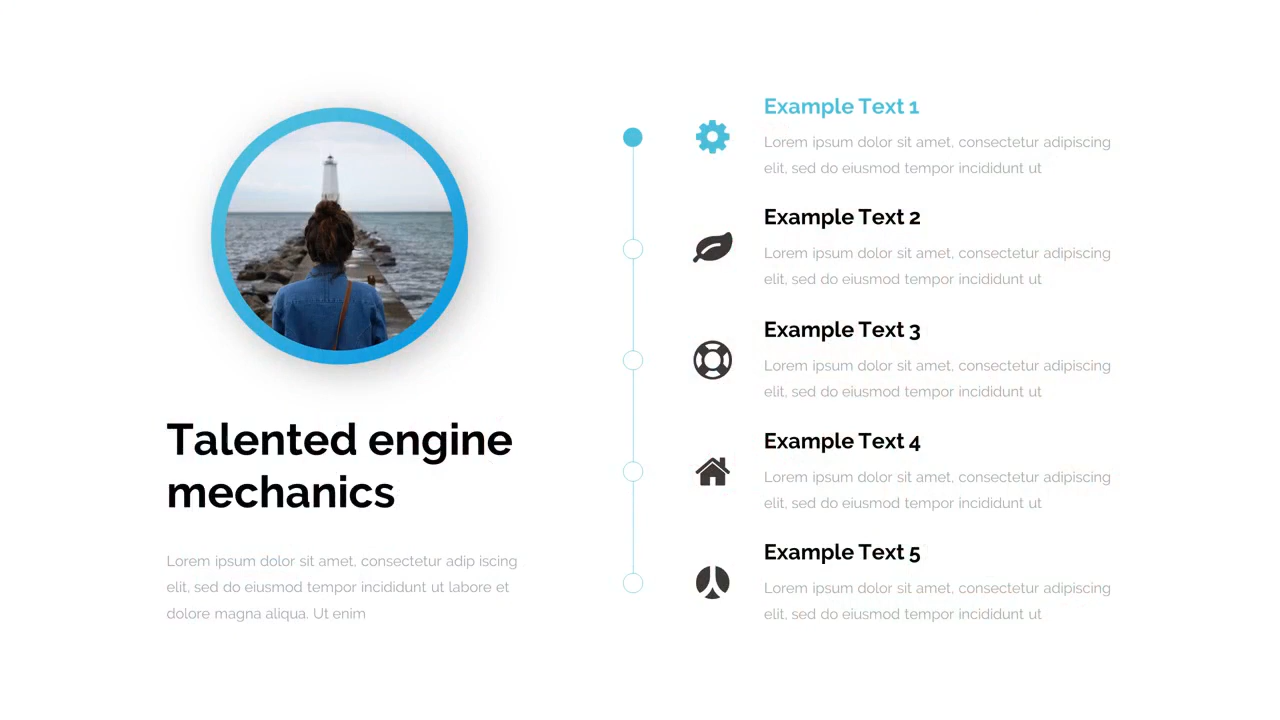 Talented engine
mechanics
Lorem ipsum dolor sit amet, consectetur adip iscing
elit, sed do eiusmod tempor incididunt ut labore et
dolore magna aliqua. Ut enim
Example Text 1
Lorem ipsum dolor sit amet, consectetur adipiscing
elit, sed do eiusmod tempor incididunt ut
Example Text 2
Lorem ipsum dolor sit amet, consectetur adipiscing
elit, sed do eiusmod tempor incididunt ut
Example Text 3
Lorem ipsum dolor sit amet, consectetur adipiscing
elit, sed do eiusmod tempor incididunt ut
Example Text 4
Lorem ipsum dolor sit amet, consectetur adipiscing
elit, sed do eiusmod tempor incididunt ut
Example Text 5
Lorem ipsum dolor sit amet, consectetur adipiscing
elit, sed do eiusmod tempor incididunt ut